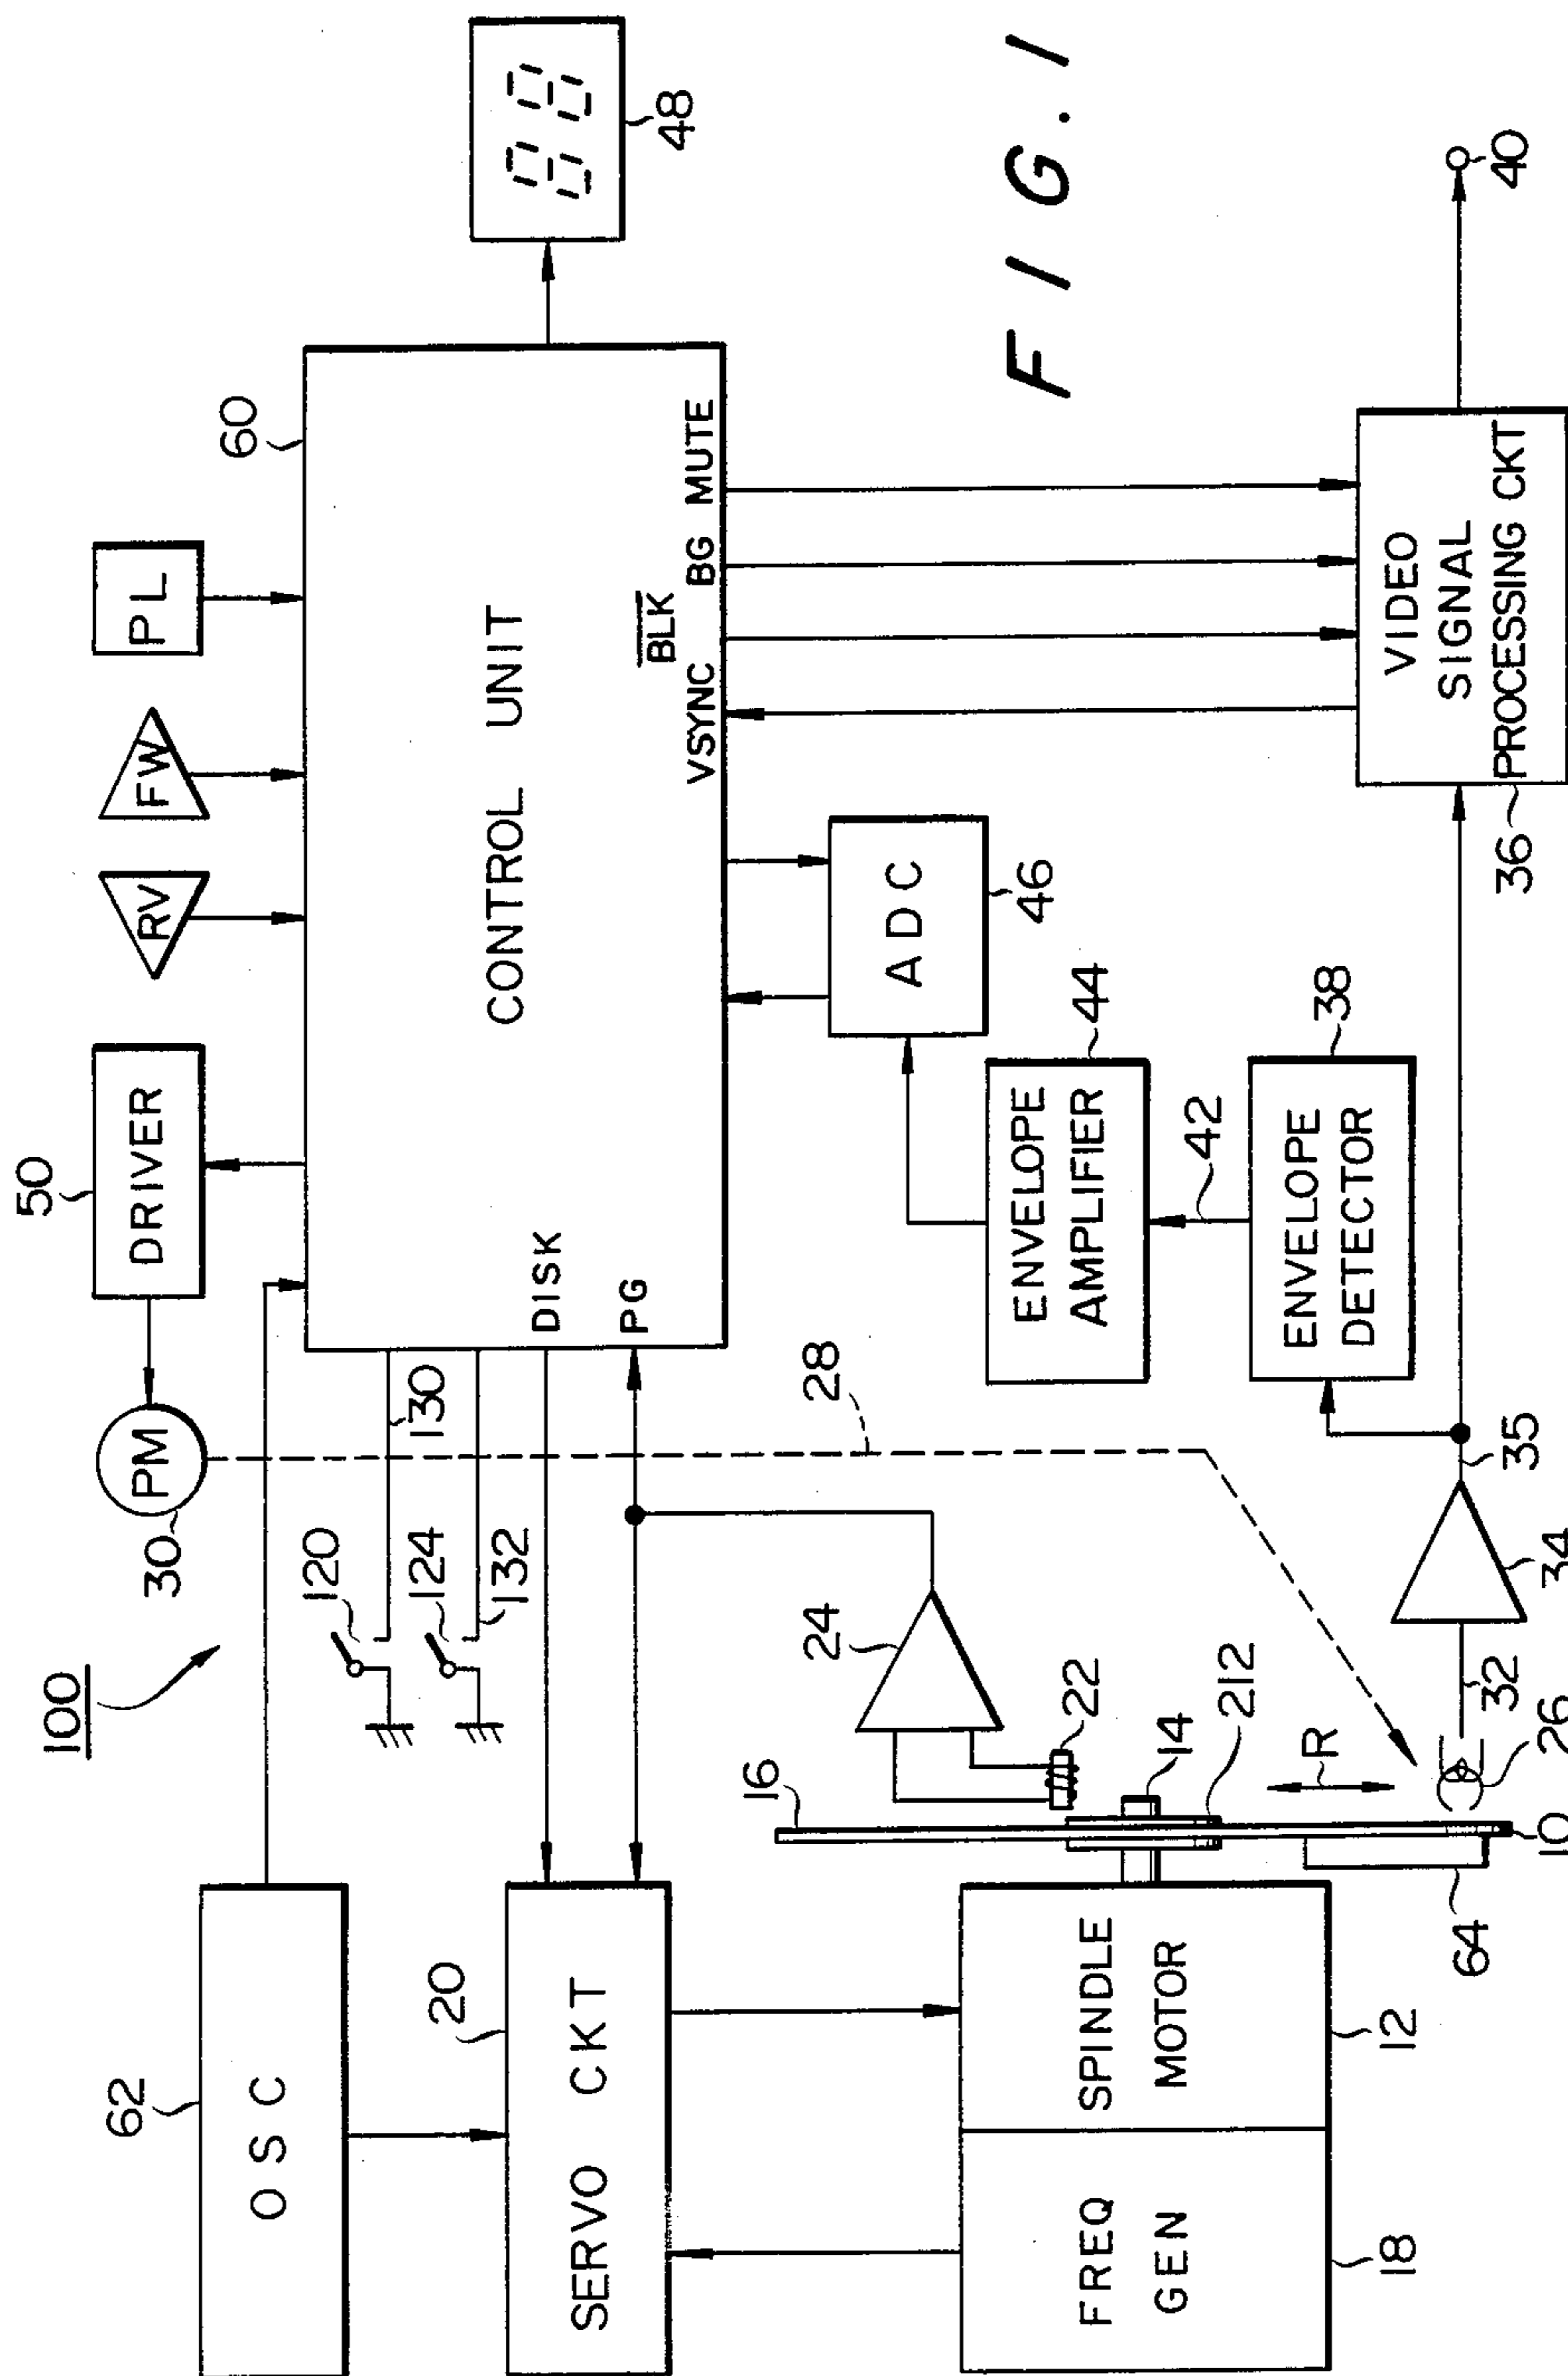 FIG. 1
100
62
OSC
20
SERVO CKT
FREQ
GEN
18
SPINDLE
MOTOR
12
50
DRIVER
PM
30
RV
FW
PL
60
CONTROL UNIT
DISK
PG
VSYNC
BLK
BG
MUTE
48
120
130
124
132
24
22
14
16
212
R
28
64
10
26
32
34
35
ENVELOPE
DETECTOR
38
42
ENVELOPE
AMPLIFIER
44
ADC
46
VIDEO
SIGNAL
PROCESSING CKT
36
40